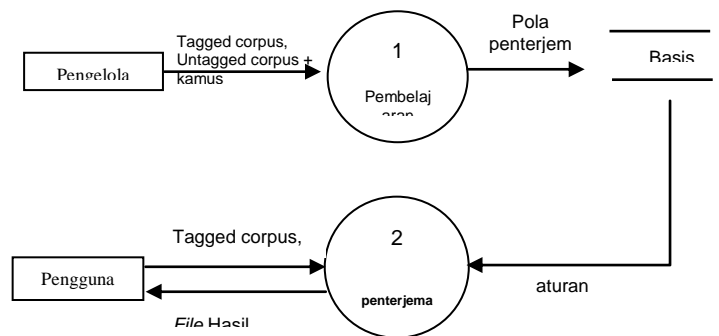 Pengelola
Tagged corpus,
Untagged corpus +
kamus
1
Pembelaj
aran
Pola
penterjem
Basis
Pengguna
Tagged corpus,
File Hasil
2
penterjema
aturan